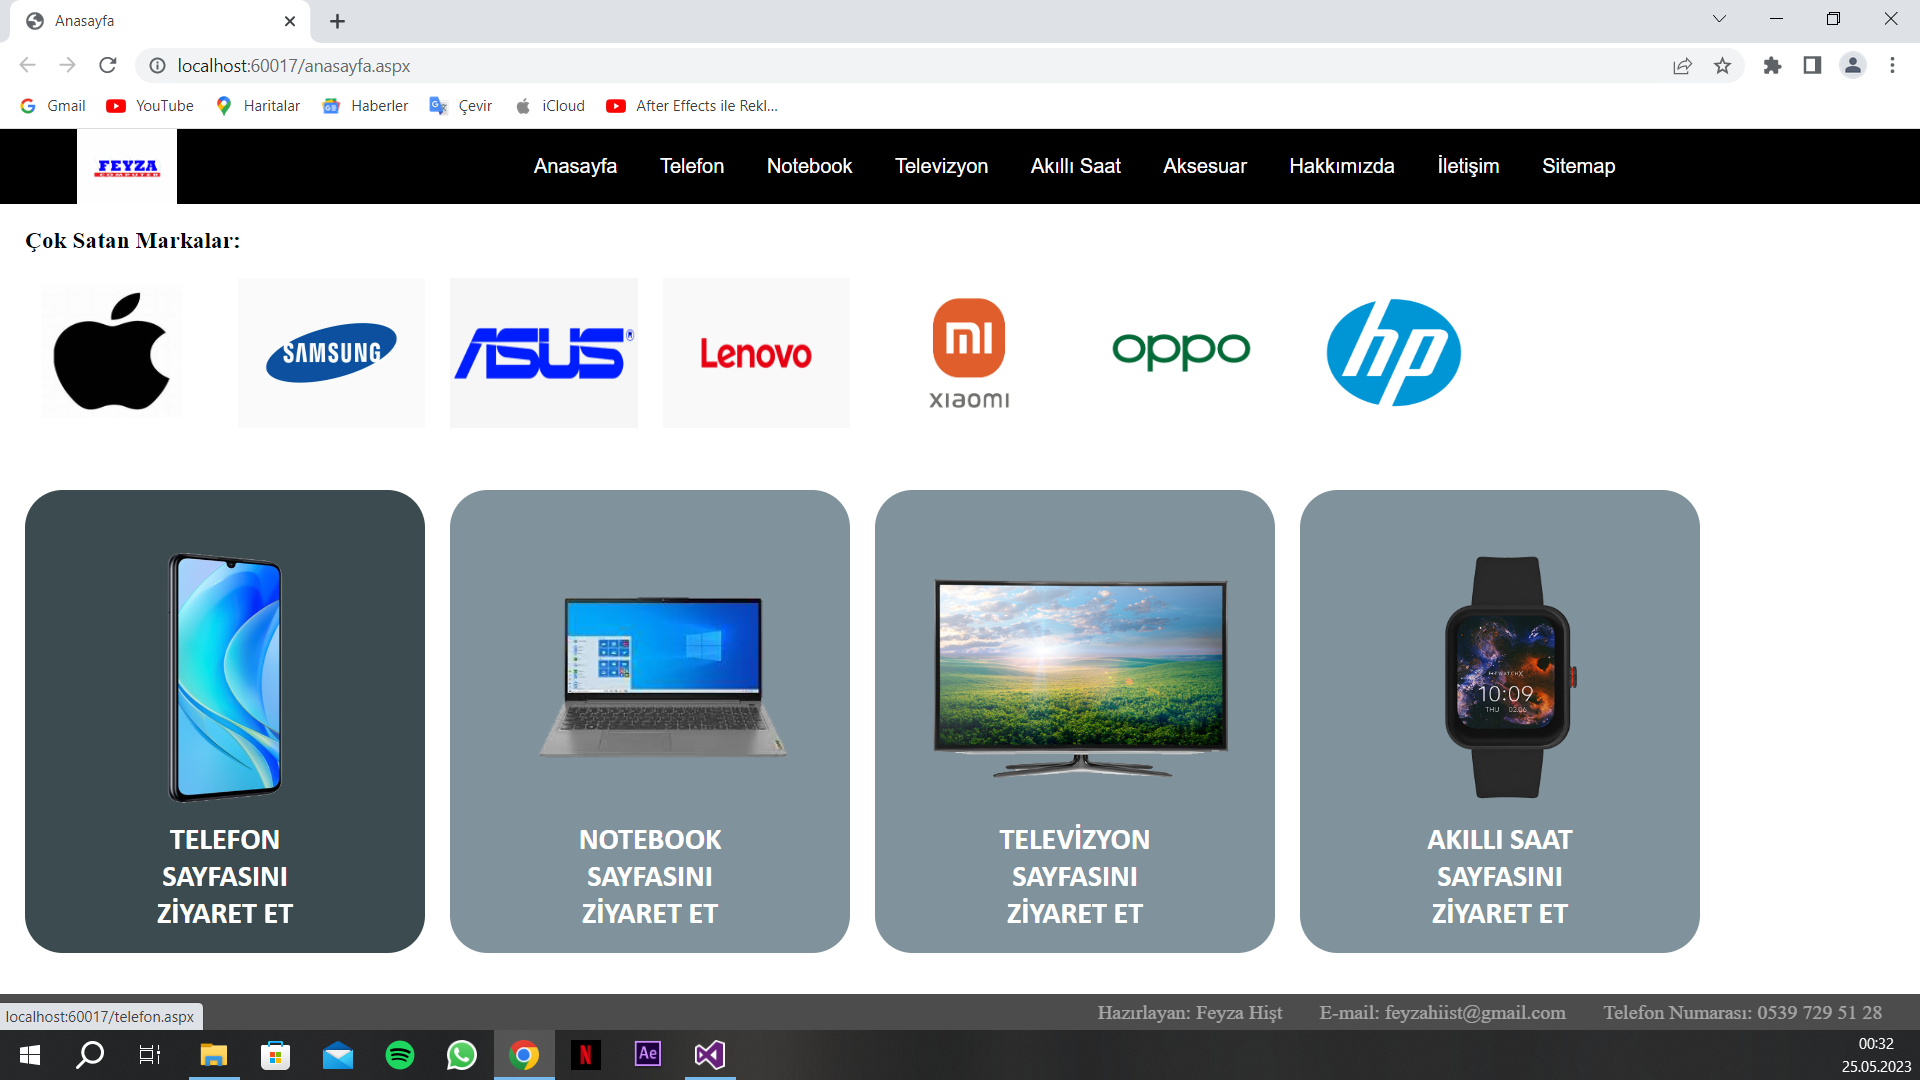 Anasayfa
localhost:60017/anasayfa.aspx
Gmail YouTube Haritalar Haberler Çevir iCloud After Effects ile Rekl...
FEYZA
COMPUTER
Anasayfa Telefon Notebook Televizyon Akıllı Saat Aksesuar Hakkımızda İletişim Sitemap
Çok Satan Markalar:
SAMSUNG
ASUS®
Lenovo
mi
xiaomi
oppo
hp
10:09
THU
TELEFON
SAYFASINI
ZİYARET ET
NOTEBOOK
SAYFASINI
ZİYARET ET
TELEVİZYON
SAYFASINI
ZİYARET ET
AKILLI SAAT
SAYFASINI
ZİYARET ET
Hazırlayan: Feyza Hişt E-mail: feyzahiist@gmail.com Telefon Numarası: 0539 729 51 28
localhost:60017/telefon.aspx
N
Ae
00:32
25.05.2023